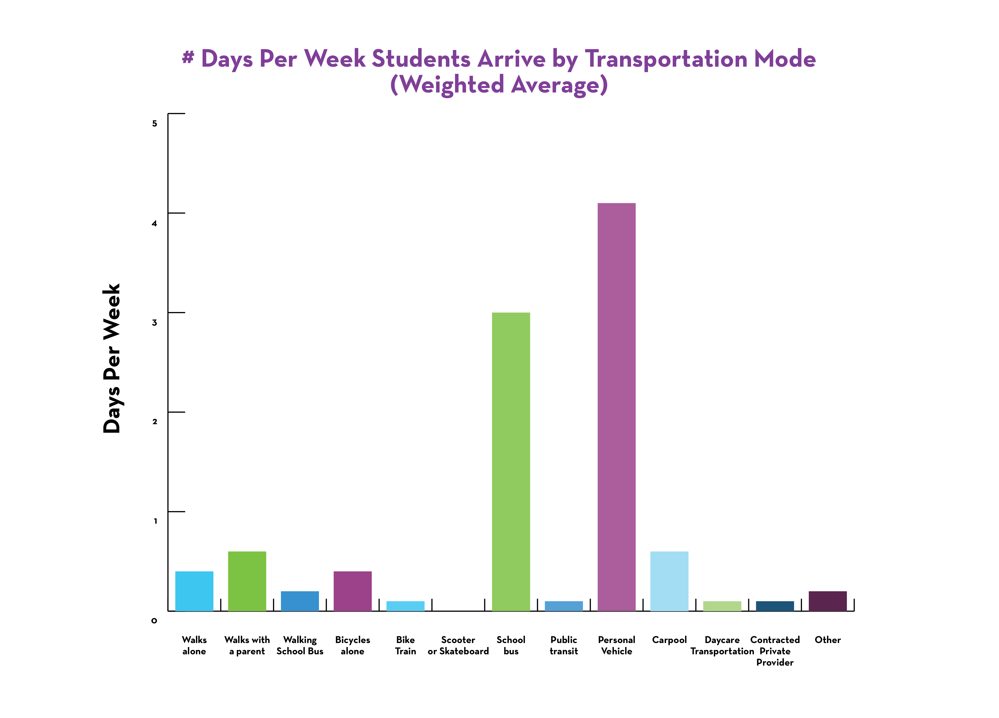 # Days Per Week Students Arrive by Transportation Mode
(Weighted Average)
Days Per Week
5
4
3
2
1
0
Walks
alone
Walks with
a parent
Walking
School Bus
Bicycles
alone
Bike
Train
Scooter
or Skateboard
School
bus
Public
transit
Personal
Vehicle
Carpool
Daycare
Transportation
Contracted
Private
Provider
Other